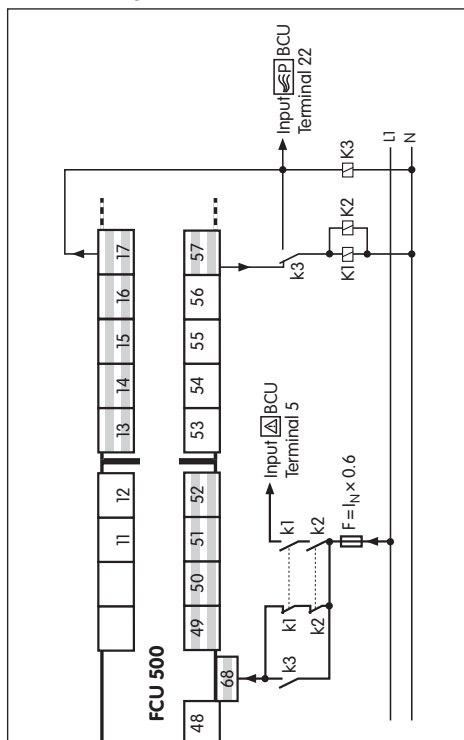 FCU 500
11
12
13
14
15
16
17
48
68
49
50
51
52
53
54
55
56
57
Input P BCU
Terminal 22
Input BCU
Terminal 5
k3
k1
k2
k1
k2
k3
K1
K2
K3
F = I_N × 0.6
L1
N